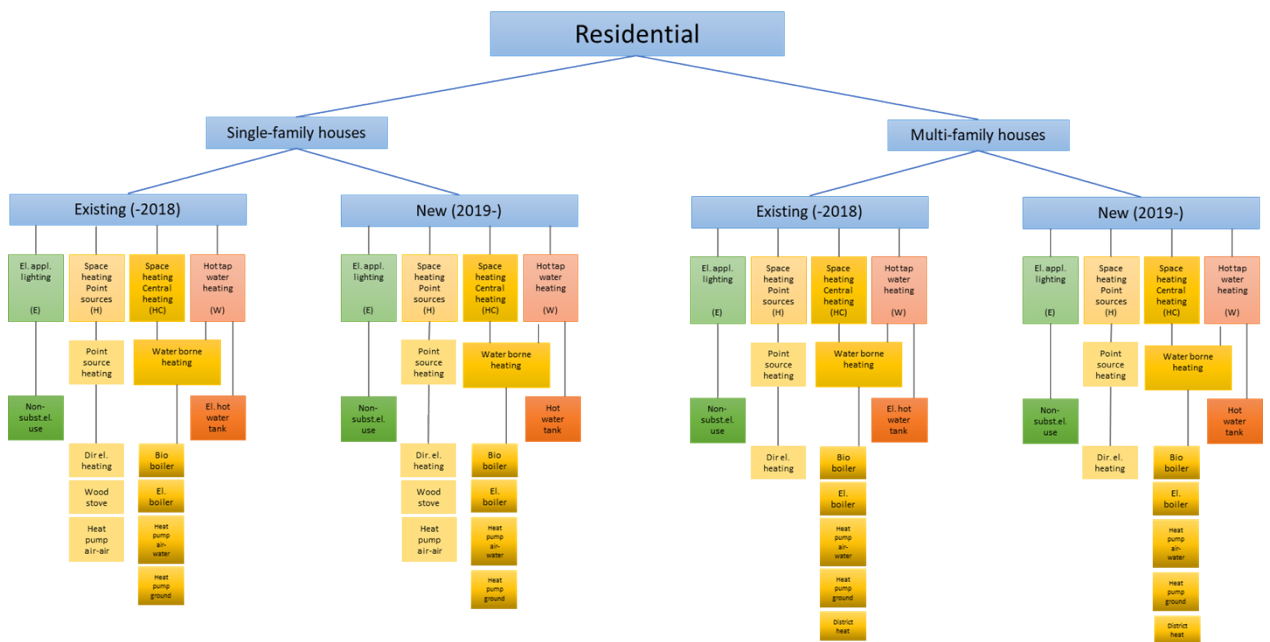 Residential
Single-family houses
Multi-family houses
Existing (-2018)
New (2019-)
Existing (-2018)
New (2019-)
El. appl.
lighting
(E)
Space
heating
Point
sources
(H)
Space
heating
Central
heating
(HC)
Hot tap
water
heating
(W)
El. appl.
lighting
(E)
Space
heating
Point
sources
(H)
Space
heating
Central
heating
(HC)
Hot tap
water
heating
(W)
El. appl.
lighting
(E)
Space
heating
Point
sources
(H)
Space
heating
Central
heating
(HC)
Hot tap
water
heating
(W)
El. appl.
lighting
(E)
Space
heating
Point
sources
(H)
Space
heating
Central
heating
(HC)
Hot tap
water
heating
(W)
Point
source
heating
Water borne
heating
Point
source
heating
Water borne
heating
Point
source
heating
Water borne
heating
Point
source
heating
Water borne
heating
Non-
subst.el.
use
El. hot
water
tank
Non-
subst.el.
use
Hot
water
tank
Non-
subst.el.
use
El. hot
water
tank
Non-
subst.el.
use
Hot
water
tank
Dir el.
heating
Bio
boiler
Dir. el.
heating
Bio
boiler
Dir. el.
heating
Bio
boiler
Dir. el.
heating
Bio
boiler
Wood
stove
El.
boiler
Wood
stove
El.
boiler
El.
boiler
El.
boiler
Heat
pump
air-air
Heat
pump
air-
water
Heat
pump
air-air
Heat
pump
air-
water
Heat
pump
air-
water
Heat
pump
air-
water
Heat
pump
ground
Heat
pump
ground
Heat
pump
ground
Heat
pump
ground
District
heat
District
heat